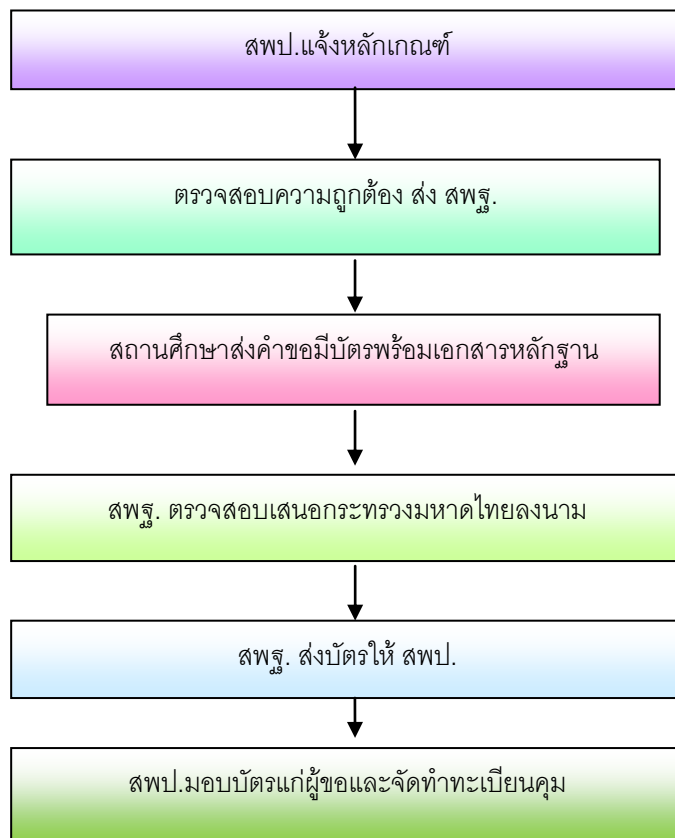 สพป.แจ้งหลักเกณฑ์
ตรวจสอบความถูกต้อง ส่ง สพฐ.
สถานศึกษาส่งคำขอมีบัตรพร้อมเอกสารหลักฐาน
สพฐ. ตรวจสอบเสนอกระทรวงมหาดไทยลงนาม
สพฐ. ส่งบัตรให้ สพป.
สพป.มอบบัตรแก่ผู้ขอและจัดทำทะเบียนคุม